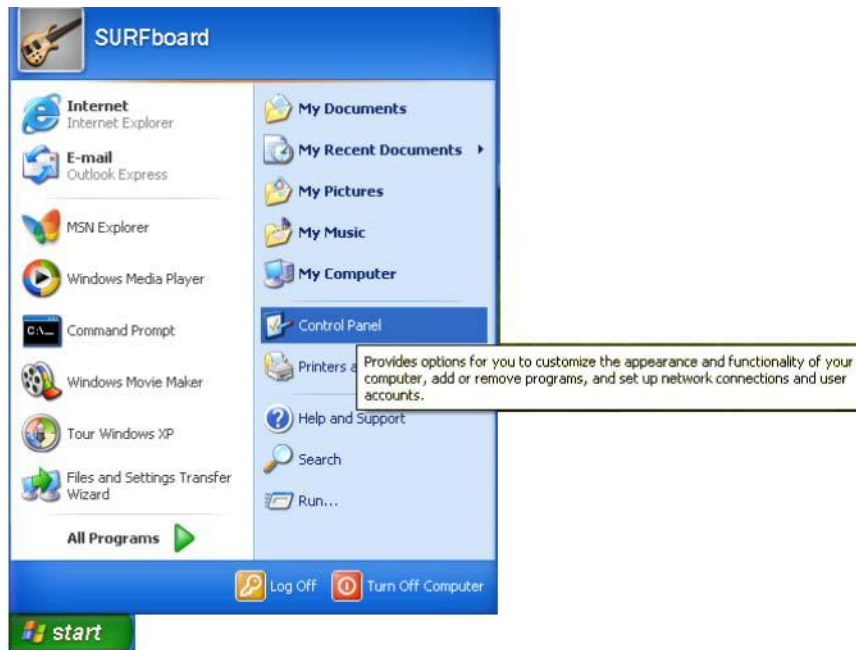 SURFboard
Internet
Internet Explorer
E-mail
Outlook Express
MSN Explorer
Windows Media Player
C:\_
Command Prompt
Windows Movie Maker
Tour Windows XP
Files and Settings Transfer
Wizard
All Programs
My Documents
My Recent Documents
My Pictures
My Music
My Computer
Control Panel
Printers a
Provides options for you to customize the appearance and functionality of your
computer, add or remove programs, and set up network connections and user
accounts.
Help and Support
Search
Run...
Log Off
Turn Off Computer
start